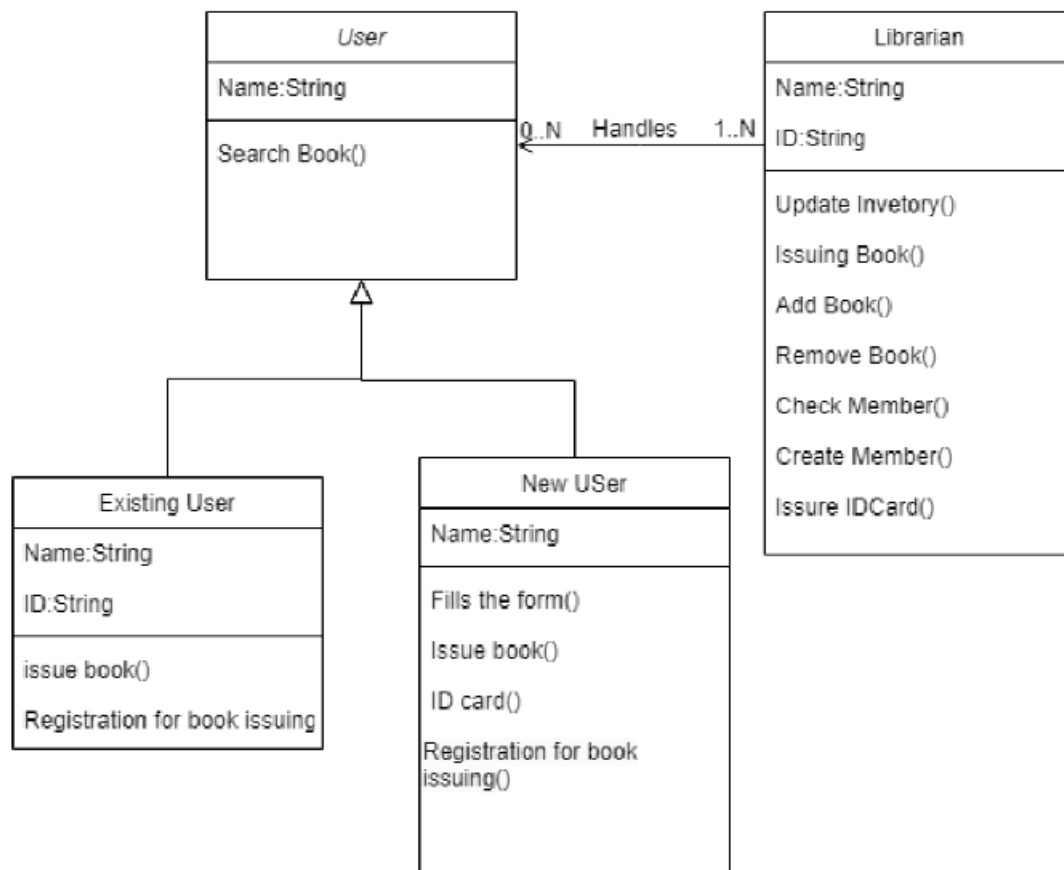 User
Name:String
Search Book()
0..N Handles 1..N
Librarian
Name:String
ID:String
Update Invetory()
Issuing Book()
Add Book()
Remove Book()
Check Member()
Create Member()
Issure IDCard()
Existing User
Name:String
ID:String
issue book()
Registration for book issuing
New USer
Name:String
Fills the form()
Issue book()
ID card()
Registration for book
issuing()